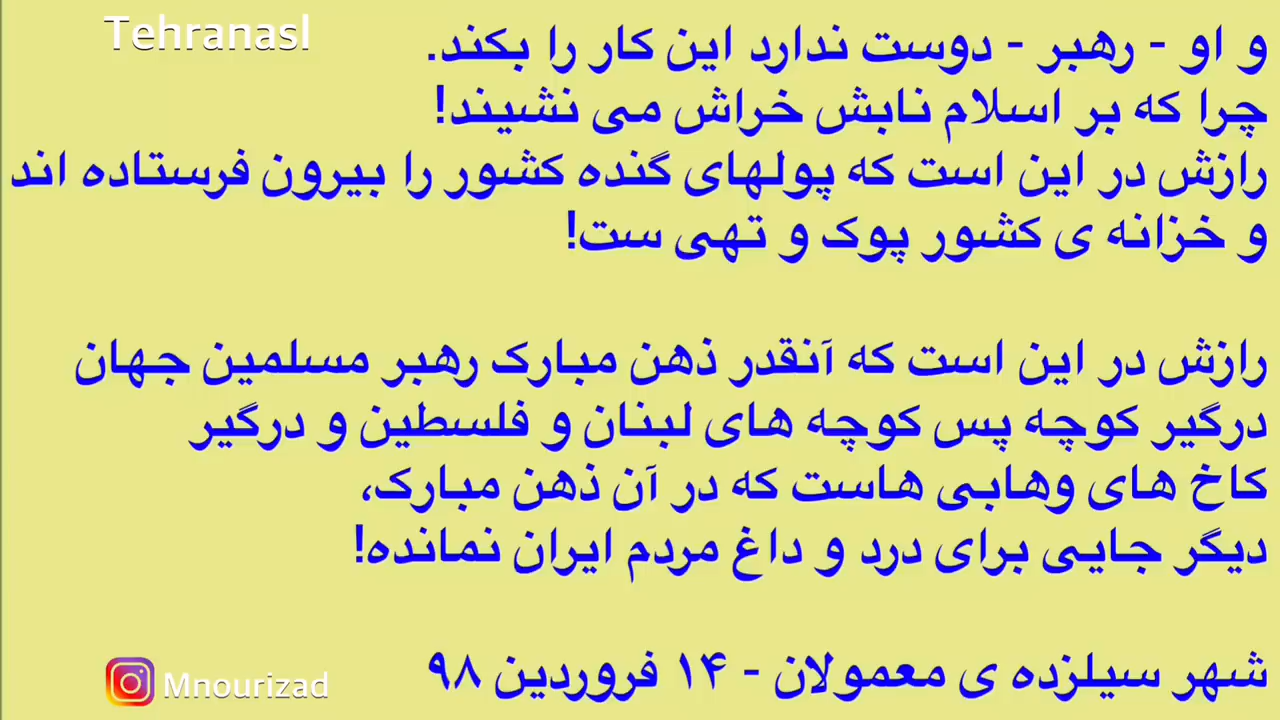 Tehranasl
و او - رهبر - دوست ندارد این کار را بکند.
چرا که بر اسلام نابش خراش می نشیند!
رازش در این است که پولهای گنده کشور را بیرون فرستاده اند
و خزانه ی کشور پوک و تهی ست!
رازش در این است که آنقدر ذهن مبارک رهبر مسلمین جهان
درگیر کوچه پس کوچه های لبنان و فلسطین و درگیر
کاخ های وهابی هاست که در آن ذهن مبارک،
دیگر جایی برای درد و داغ مردم ایران نمانده!
شهر سیلزده ی معمولان - ۱۴ فروردین ۹۸
Mnourizad